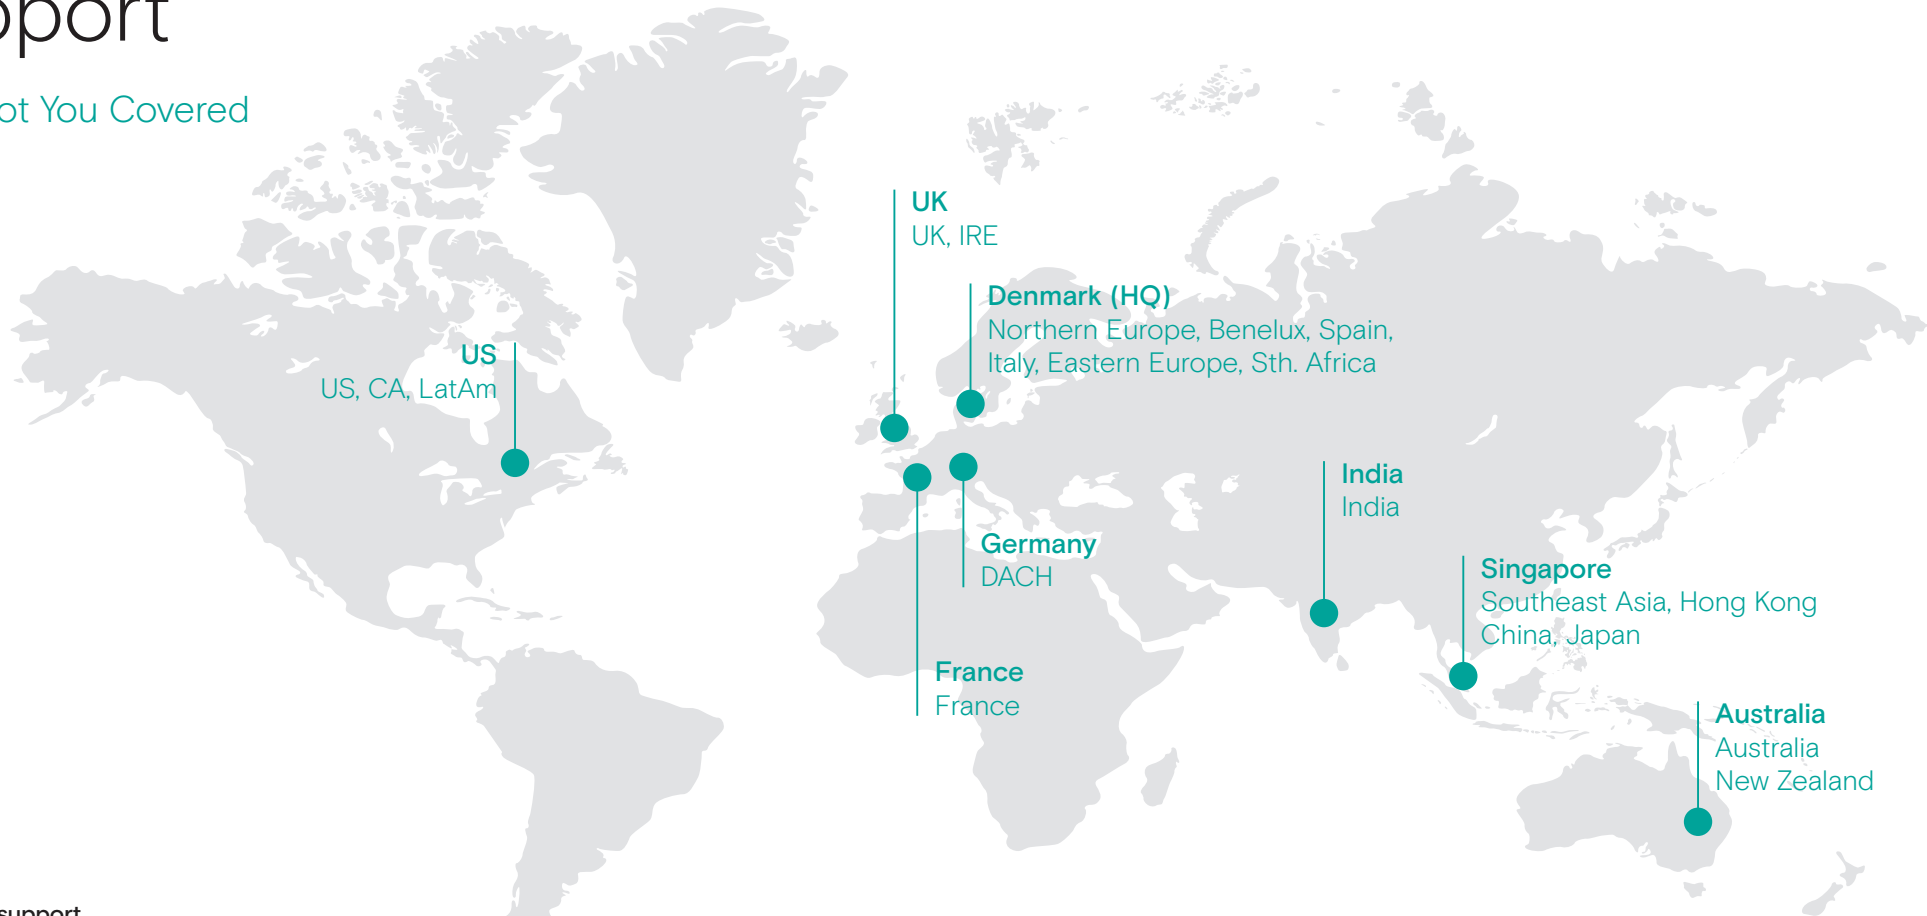 pport
ot You Covered
UK
UK, IRE
Denmark (HQ)
Northern Europe, Benelux, Spain,
Italy, Eastern Europe, Sth. Africa
US
US, CA, LatAm
India
India
Germany
DACH
Singapore
Southeast Asia, Hong Kong
China, Japan
France
France
Australia
Australia
New Zealand
support